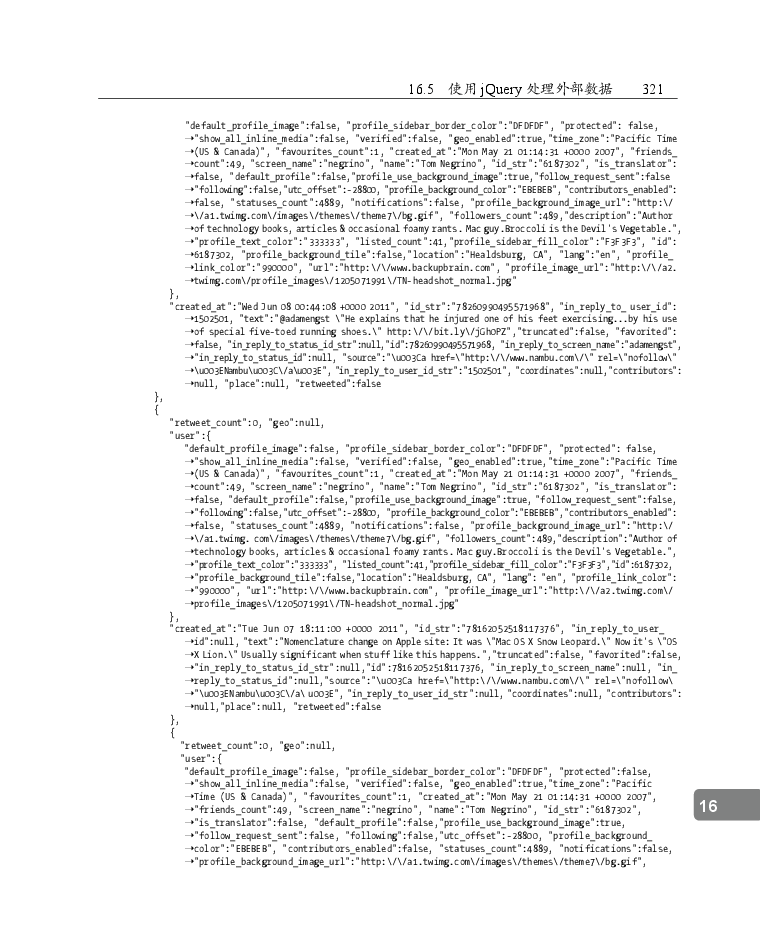 16.5 使用 jQuery 处理外部数据 321
"default_profile_image":false, "profile_sidebar_border_color":"DFDFDF", "protected": false,
→"show_all_inline_media":false, "verified":false, "geo_enabled":true,"time_zone":"Pacific Time
→(US & Canada)", "favourites_count":1, "created_at":"Mon May 21 01:14:31 +0000 2007", "friends_
→count":49, "screen_name":"negrino", "name":"Tom Negrino", "id_str":"6187302", "is_translator":
→false, "default_profile":false,"profile_use_background_image":true,"follow_request_sent":false
→"following":false,"utc_offset":-28800, "profile_background_color":"EBEBEB","contributors_enabled":
→false, "statuses_count":4889, "notifications":false, "profile_background_image_url":"http:\/
→\/a1.twimg.com\/images\/themes\/theme7\/bg.gif", "followers_count":489,"description":"Author
→of technology books, articles & occasional foamy rants. Mac guy.Broccoli is the Devil's Vegetable.",
→"profile_text_color":"333333", "listed_count":41,"profile_sidebar_fill_color":"F3F3F3", "id":
→6187302, "profile_background_tile":false,"location":"Healdsburg, CA", "lang":"en", "profile_
→link_color":"990000", "url":"http:\/\/www.backupbrain.com", "profile_image_url":"http:\/\/a2.
→twimg.com\/profile_images\/1205071991\/TN-headshot_normal.jpg"
},
"created_at":"Wed Jun 08 00:44:08 +0000 2011", "id_str":"78260990495571968", "in_reply_to_ user_id":
→1502501, "text":"@adamengst \"He explains that he injured one of his feet exercising...by his use
→of special five-toed running shoes.\" http:\/\/bit.ly\/jGhOPZ","truncated":false, "favorited":
→false, "in_reply_to_status_id_str":null,"id":78260990495571968, "in_reply_to_screen_name":"adamengst",
→"in_reply_to_status_id":null, "source":"\u003Ca href=\"http:\/\/www.nambu.com\/\" rel=\"nofollow\"
→\u003ENambu\u003C\/a\u003E", "in_reply_to_user_id_str":"1502501", "coordinates":null,"contributors":
→null, "place":null, "retweeted":false
},
{
"retweet_count":0, "geo":null,
"user":{
"default_profile_image":false, "profile_sidebar_border_color":"DFDFDF", "protected": false,
→"show_all_inline_media":false, "verified":false, "geo_enabled":true,"time_zone":"Pacific Time
→(US & Canada)", "favourites_count":1, "created_at":"Mon May 21 01:14:31 +0000 2007", "friends_
→count":49, "screen_name":"negrino", "name":"Tom Negrino", "id_str":"6187302", "is_translator":
→false, "default_profile":false,"profile_use_background_image":true, "follow_request_sent":false,
→"following":false,"utc_offset":-28800, "profile_background_color":"EBEBEB","contributors_enabled":
→false, "statuses_count":4889, "notifications":false, "profile_background_image_url":"http:\/
→\/a1.twimg. com\/images\/themes\/theme7\/bg.gif", "followers_count":489,"description":"Author of
→technology books, articles & occasional foamy rants. Mac guy.Broccoli is the Devil's Vegetable.",
→"profile_text_color":"333333", "listed_count":41,"profile_sidebar_fill_color":"F3F3F3","id":6187302,
→"profile_background_tile":false,"location":"Healdsburg, CA", "lang": "en", "profile_link_color":
→"990000", "url":"http:\/\/www.backupbrain.com", "profile_image_url":"http:\/\/a2.twimg.com\/
→profile_images\/1205071991\/TN-headshot_normal.jpg"
},
"created_at":"Tue Jun 07 18:11:00 +0000 2011", "id_str":"78162052518117376", "in_reply_to_user_
→id":null, "text":"Nomenclature change on Apple site: It was \"Mac OS X Snow Leopard.\" Now it's \"OS
→X Lion.\" Usually significant when stuff like this happens.","truncated":false, "favorited":false,
→"in_reply_to_status_id_str":null,"id":78162052518117376, "in_reply_to_screen_name":null, "in_
→reply_to_status_id":null,"source":"\u003Ca href=\"http:\/\/www.nambu.com\/\" rel=\"nofollow\
→"\u003ENambu\u003C\/a\ u003E", "in_reply_to_user_id_str":null, "coordinates":null, "contributors":
→null,"place":null, "retweeted":false
},
{
"retweet_count":0, "geo":null,
"user":{
"default_profile_image":false, "profile_sidebar_border_color":"DFDFDF", "protected":false,
→"show_all_inline_media":false, "verified":false, "geo_enabled":true,"time_zone":"Pacific
→Time (US & Canada)", "favourites_count":1, "created_at":"Mon May 21 01:14:31 +0000 2007",
→"friends_count":49, "screen_name":"negrino", "name":"Tom Negrino", "id_str":"6187302",
→"is_translator":false, "default_profile":false,"profile_use_background_image":true,
→"follow_request_sent":false, "following":false,"utc_offset":-28800, "profile_background_
→color":"EBEBEB", "contributors_enabled":false, "statuses_count":4889, "notifications":false,
→"profile_background_image_url":"http:\/\/a1.twimg.com\/images\/themes\/theme7\/bg.gif",
16